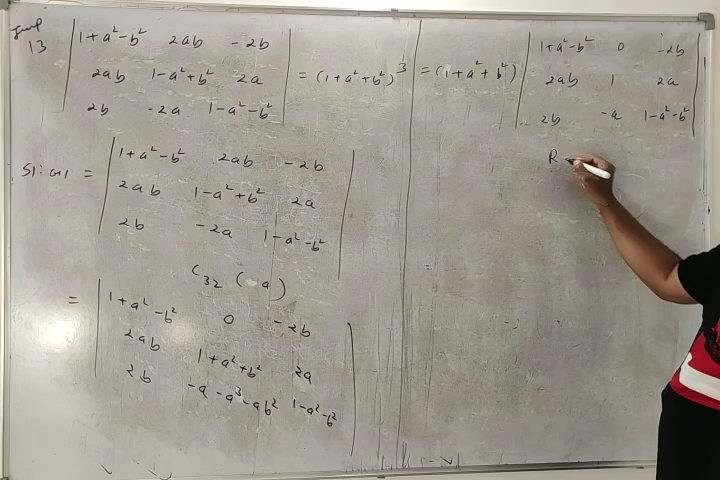 13
| 1+a²-b²  2ab  -2b |
| 2ab  1-a²+b²  2a | = (1+a²+b²)³
| 2b  -2a  1-a²-b² |
= | 1+a²-b²  2ab  -2b |
| 2ab  1-a²+b²  2a |
| 2b  -2a  1-a²-b² |
C₃₂ ( a)
= | 1+a²-b²  0  -2b |
| 2ab  1+a²+b²  2a |
| 2b  -a-a³-ab²  1-a²-b² |
= (1+a²+b²) | 1+a²-b²  0  -2b |
| 2ab  1  2a |
| 2b  -a  1-a²-b² |
R